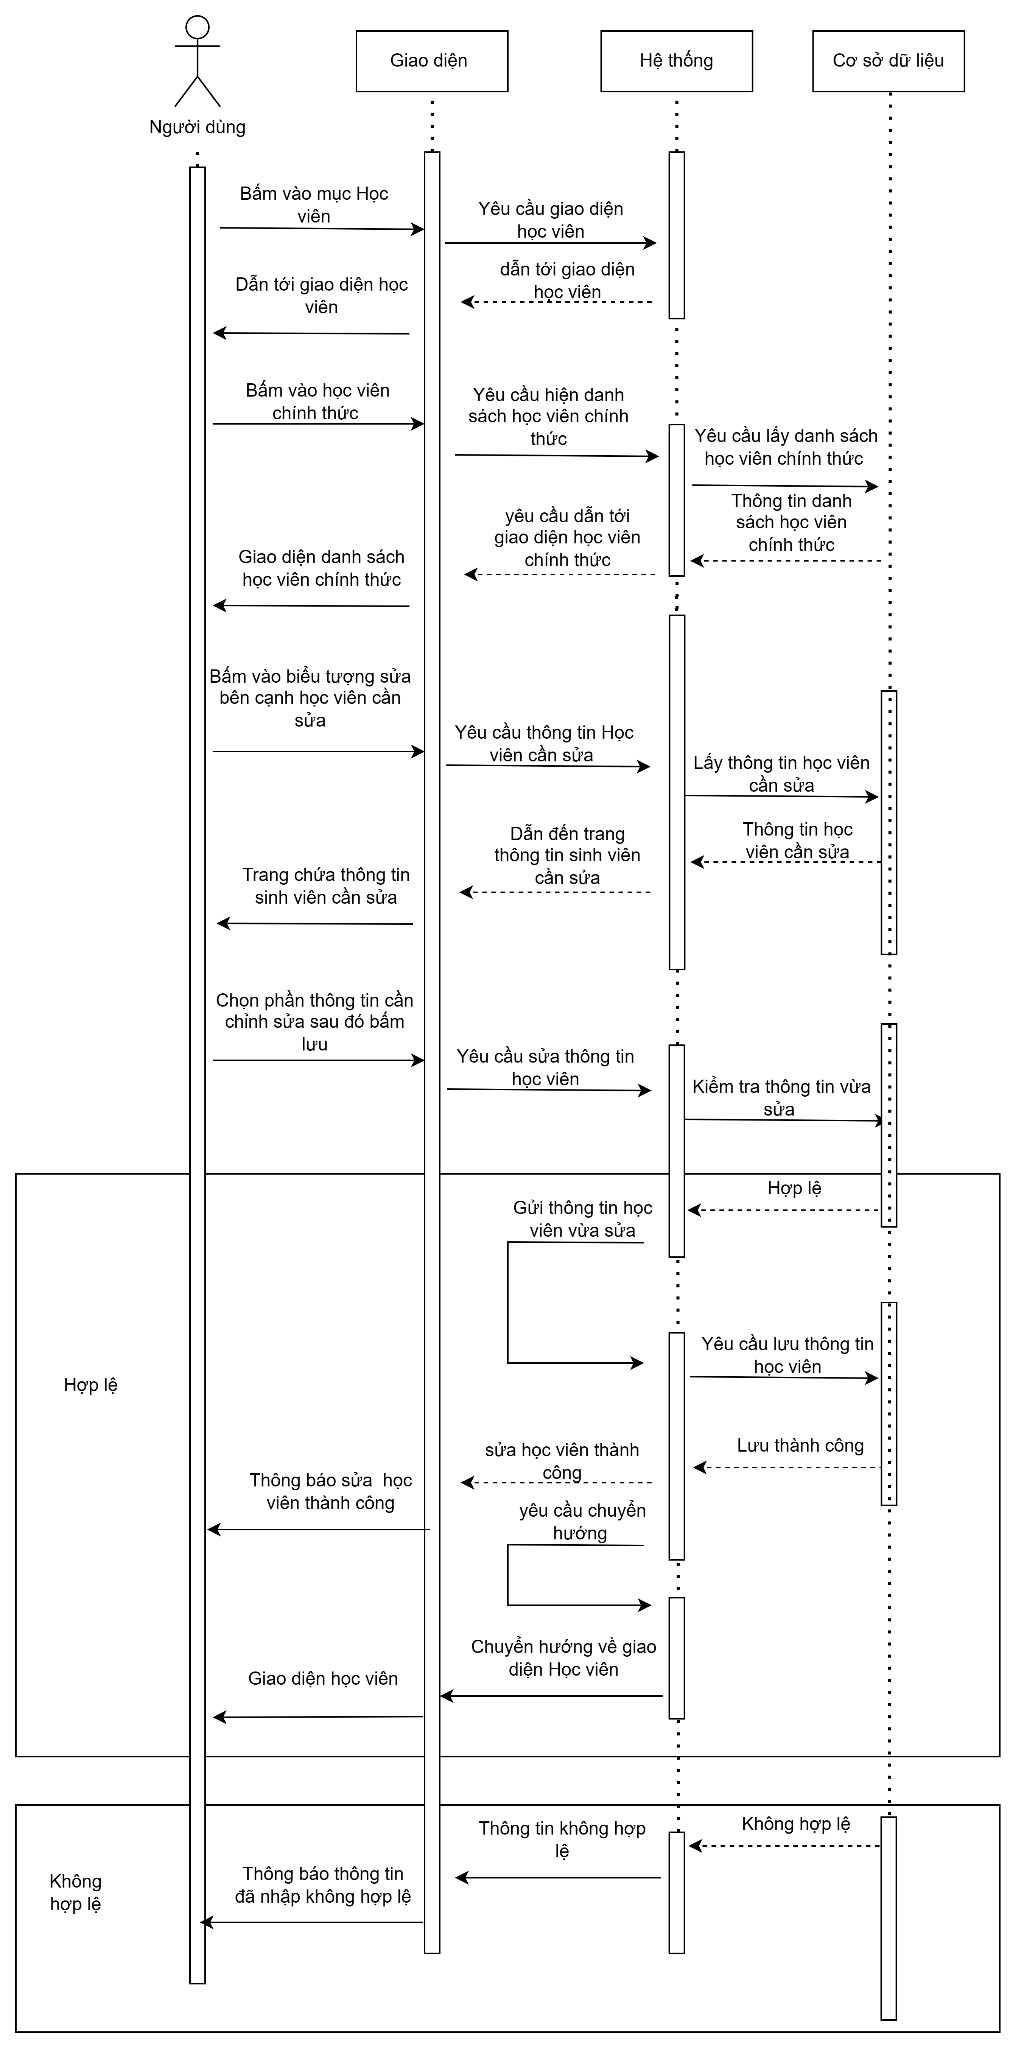 Giao diện
Hệ thống
Cơ sở dữ liệu
Người dùng
Bấm vào mục Học
viên
Yêu cầu giao diện
học viên
dẫn tới giao diện
học viên
Dẫn tới giao diện học
viên
Bấm vào học viên
chính thức
Yêu cầu hiện danh
sách học viên chính
thức
Yêu cầu lấy danh sách
học viên chính thức
Thông tin danh
sách học viên
chính thức
yêu cầu dẫn tới
giao diện học viên
chính thức
Giao diện danh sách
học viên chính thức
Bấm vào biểu tượng sửa
bên cạnh học viên cần
sửa
Yêu cầu thông tin Học
viên cần sửa
Lấy thông tin học viên
cần sửa
Thông tin học
viên cần sửa
Dẫn đến trang
thông tin sinh viên
cần sửa
Trang chứa thông tin
sinh viên cần sửa
Chọn phần thông tin cần
chỉnh sửa sau đó bấm
lưu
Yêu cầu sửa thông tin
học viên
Kiểm tra thông tin vừa
sửa
Hợp lệ
Gửi thông tin học
viên vừa sửa
Yêu cầu lưu thông tin
học viên
Hợp lệ
Lưu thành công
sửa học viên thành
công
Thông báo sửa  học
viên thành công
yêu cầu chuyển
hướng
Chuyển hướng về giao
diện Học viên
Giao diện học viên
Không hợp lệ
Thông tin không hợp
lệ
Thông báo thông tin
đã nhập không hợp lệ
Không
hợp lệ